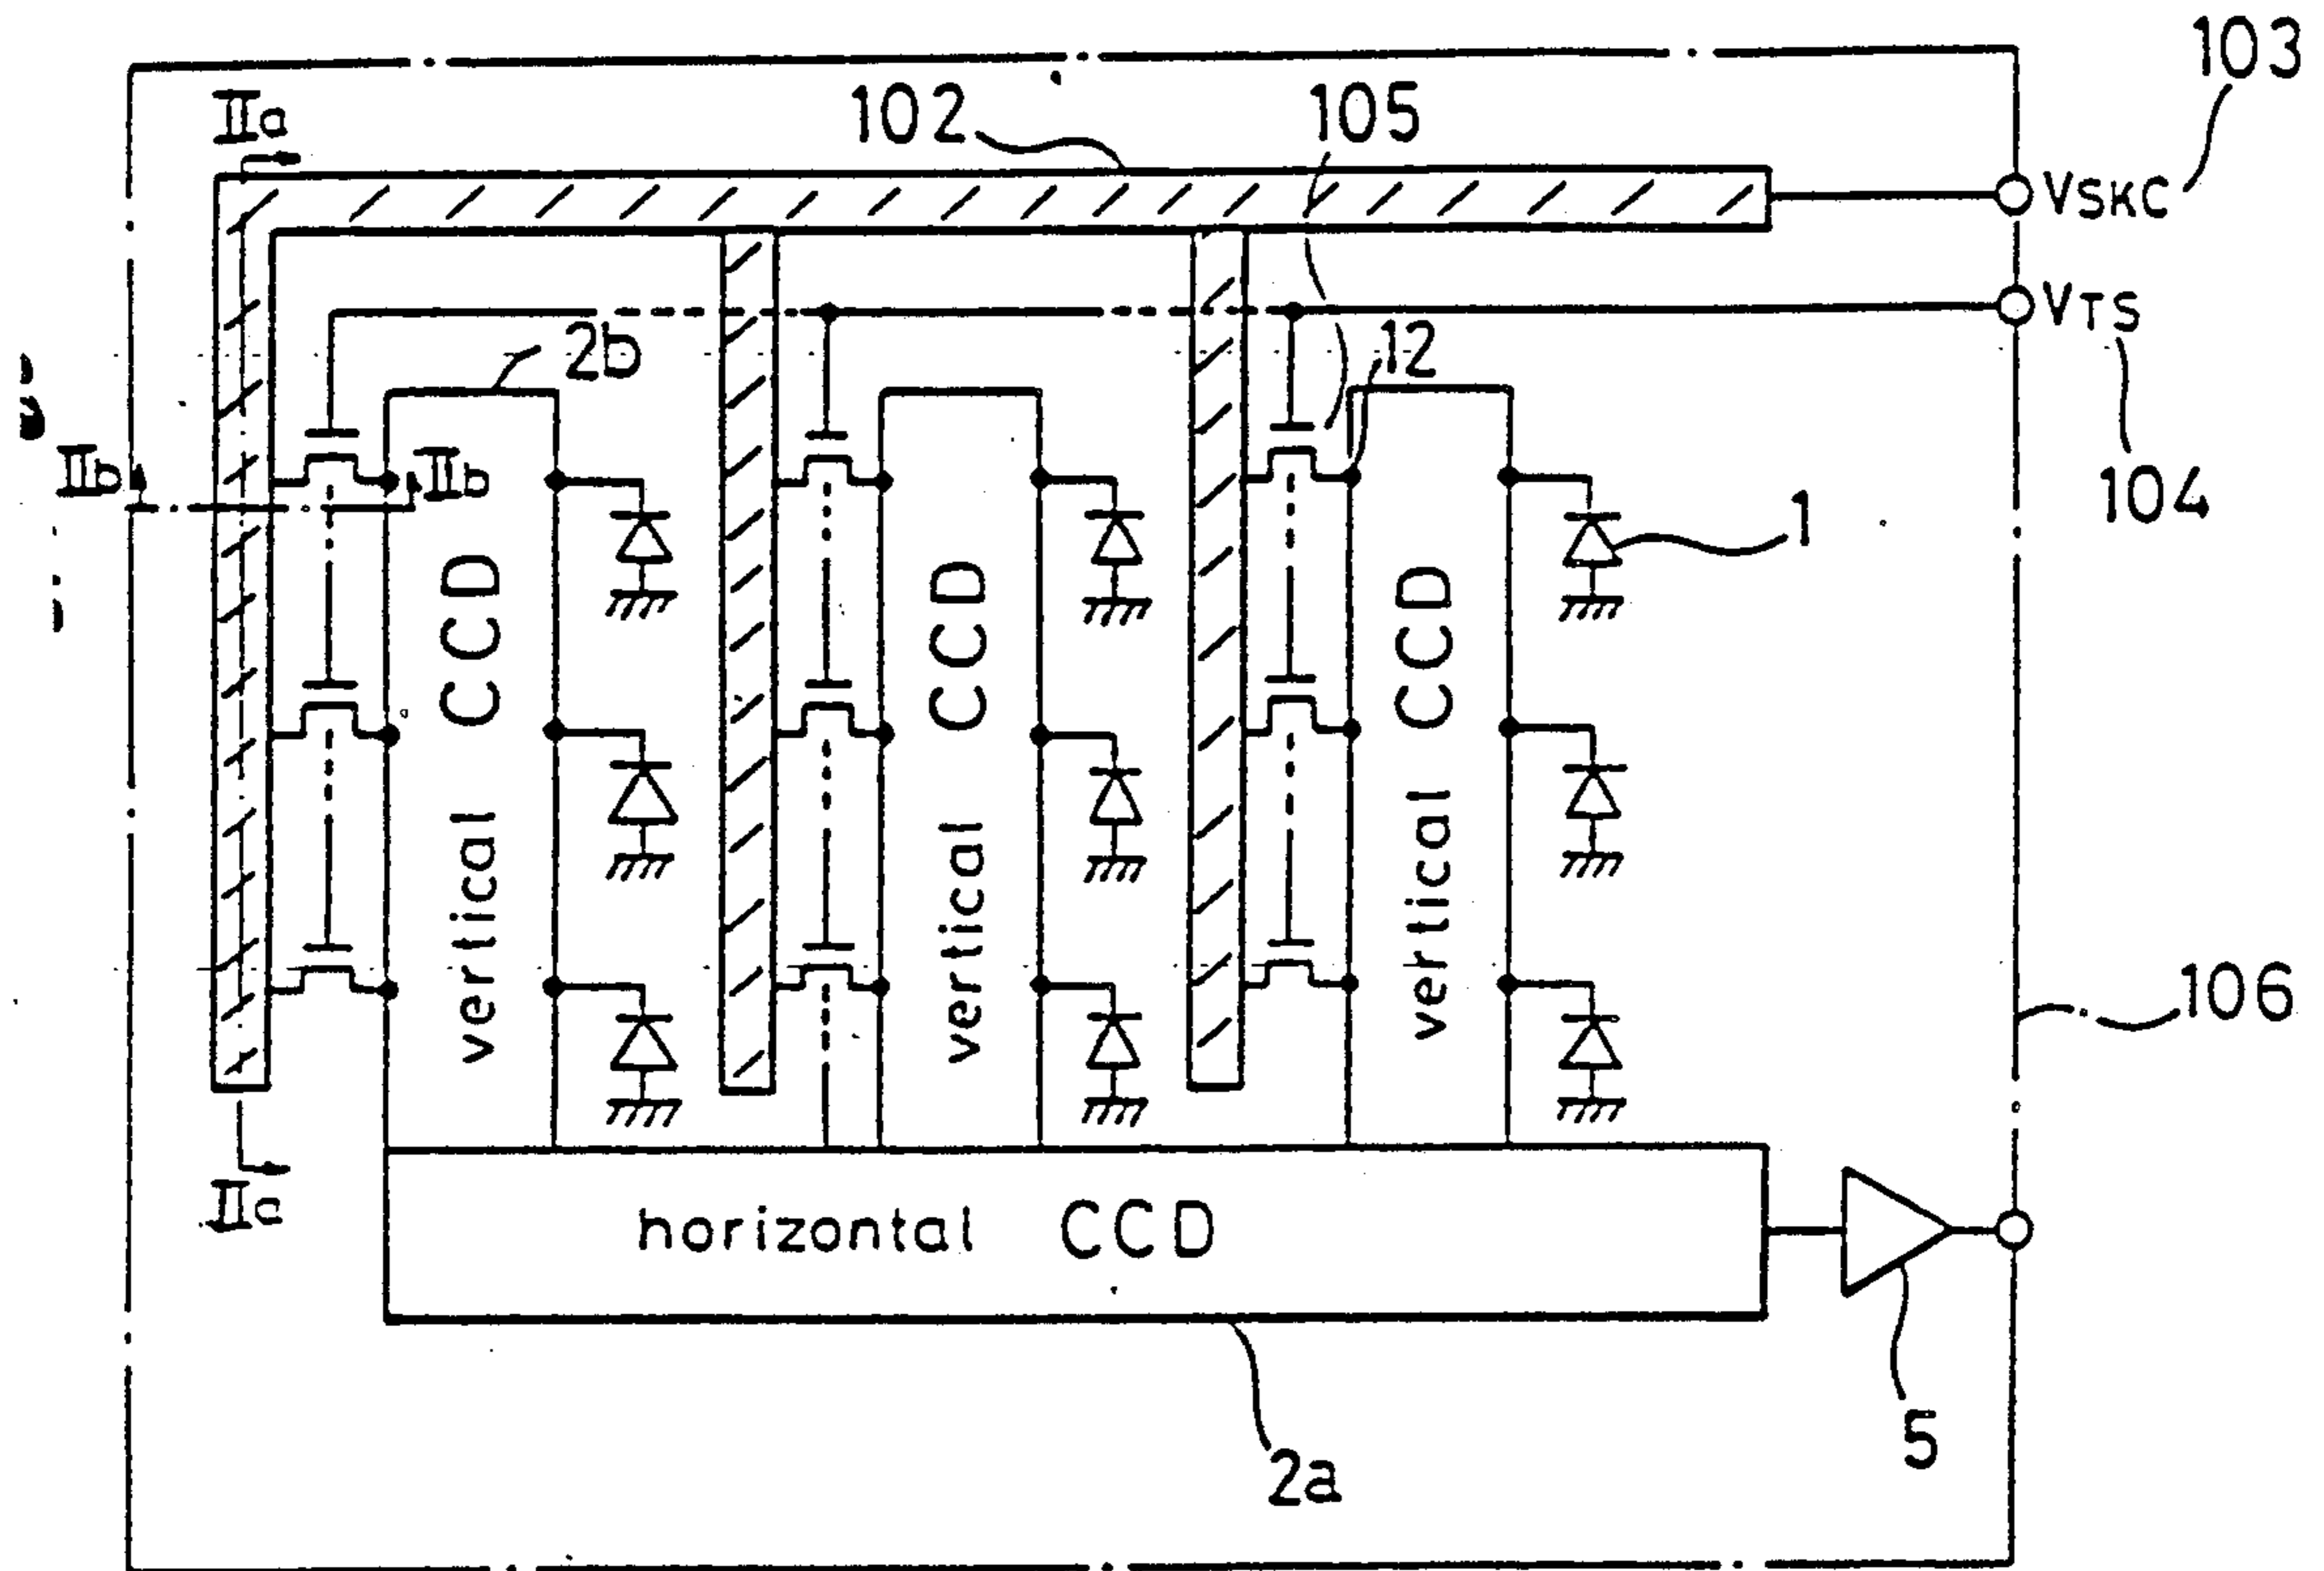 103
IIa
102
105
VSKC
VTS
2b
12
IIb
IIb
104
1
vertical CCD
vertical CCD
vertical CCD
106
IIa
horizontal CCD
5
2a